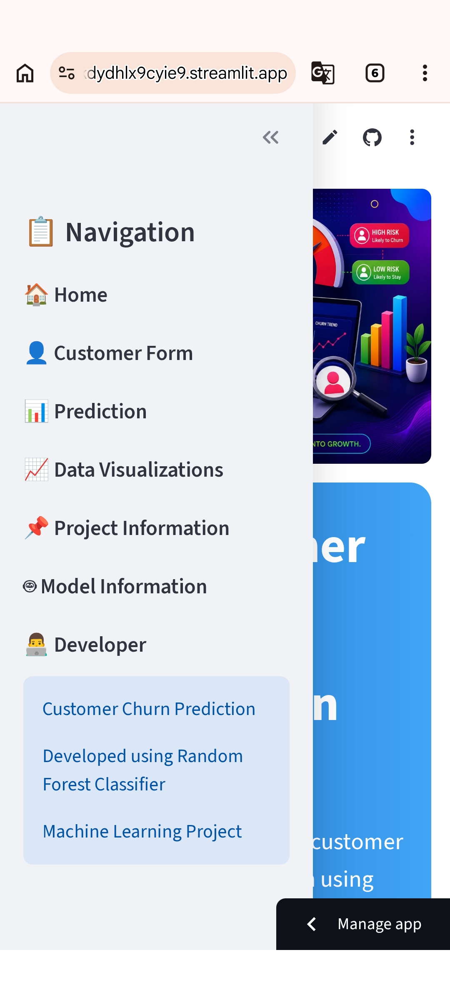 dydhlx9cyie9.streamlit.app
6
Navigation
Home
Customer Form
Prediction
Data Visualizations
Project Information
Model Information
Developer
Customer Churn Prediction
Developed using Random
Forest Classifier
Machine Learning Project
HIGH RISK
Likely to Churn
LOW RISK
Likely to Stay
CHURN TREND
NTO GROWTH.
er
n
customer
using
Manage app